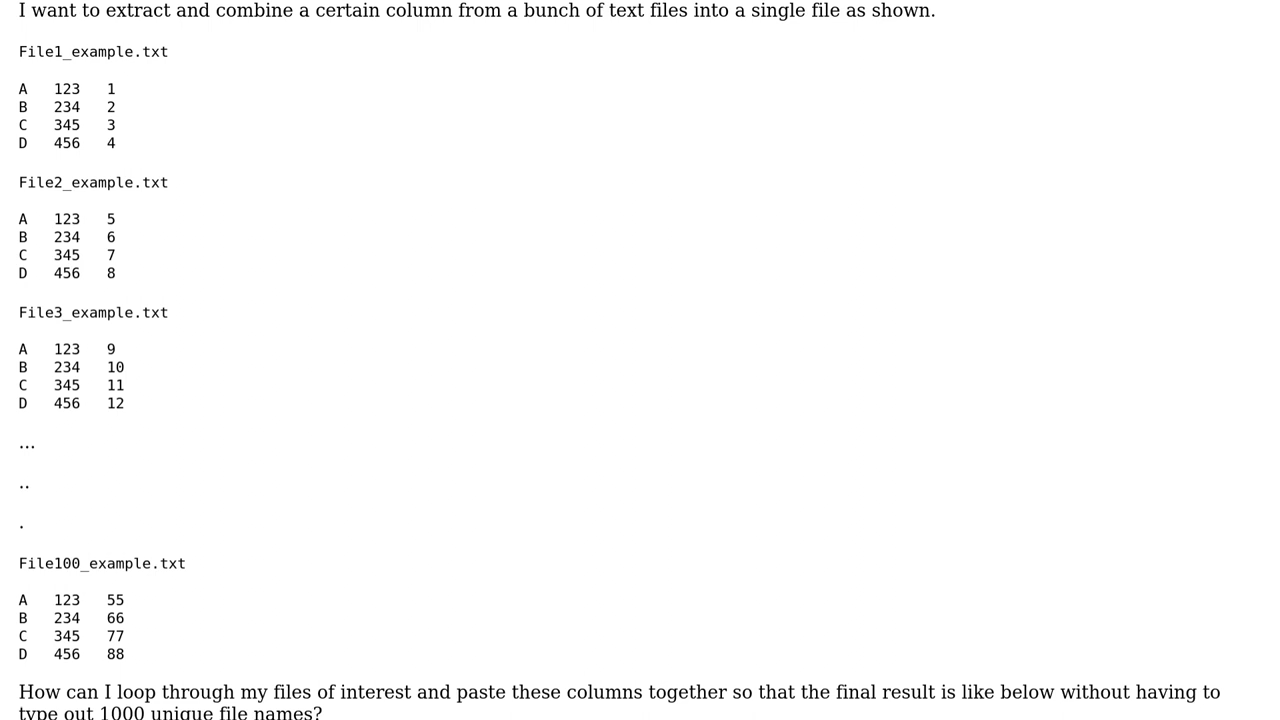 I want to extract and combine a certain column from a bunch of text files into a single file as shown.
File1_example.txt
A   123   1
B   234   2
C   345   3
D   456   4
File2_example.txt
A   123   5
B   234   6
C   345   7
D   456   8
File3_example.txt
A   123   9
B   234   10
C   345   11
D   456   12
...
..
.
File100_example.txt
A   123   55
B   234   66
C   345   77
D   456   88
How can I loop through my files of interest and paste these columns together so that the final result is like below without having to
type out 1000 unique file names?